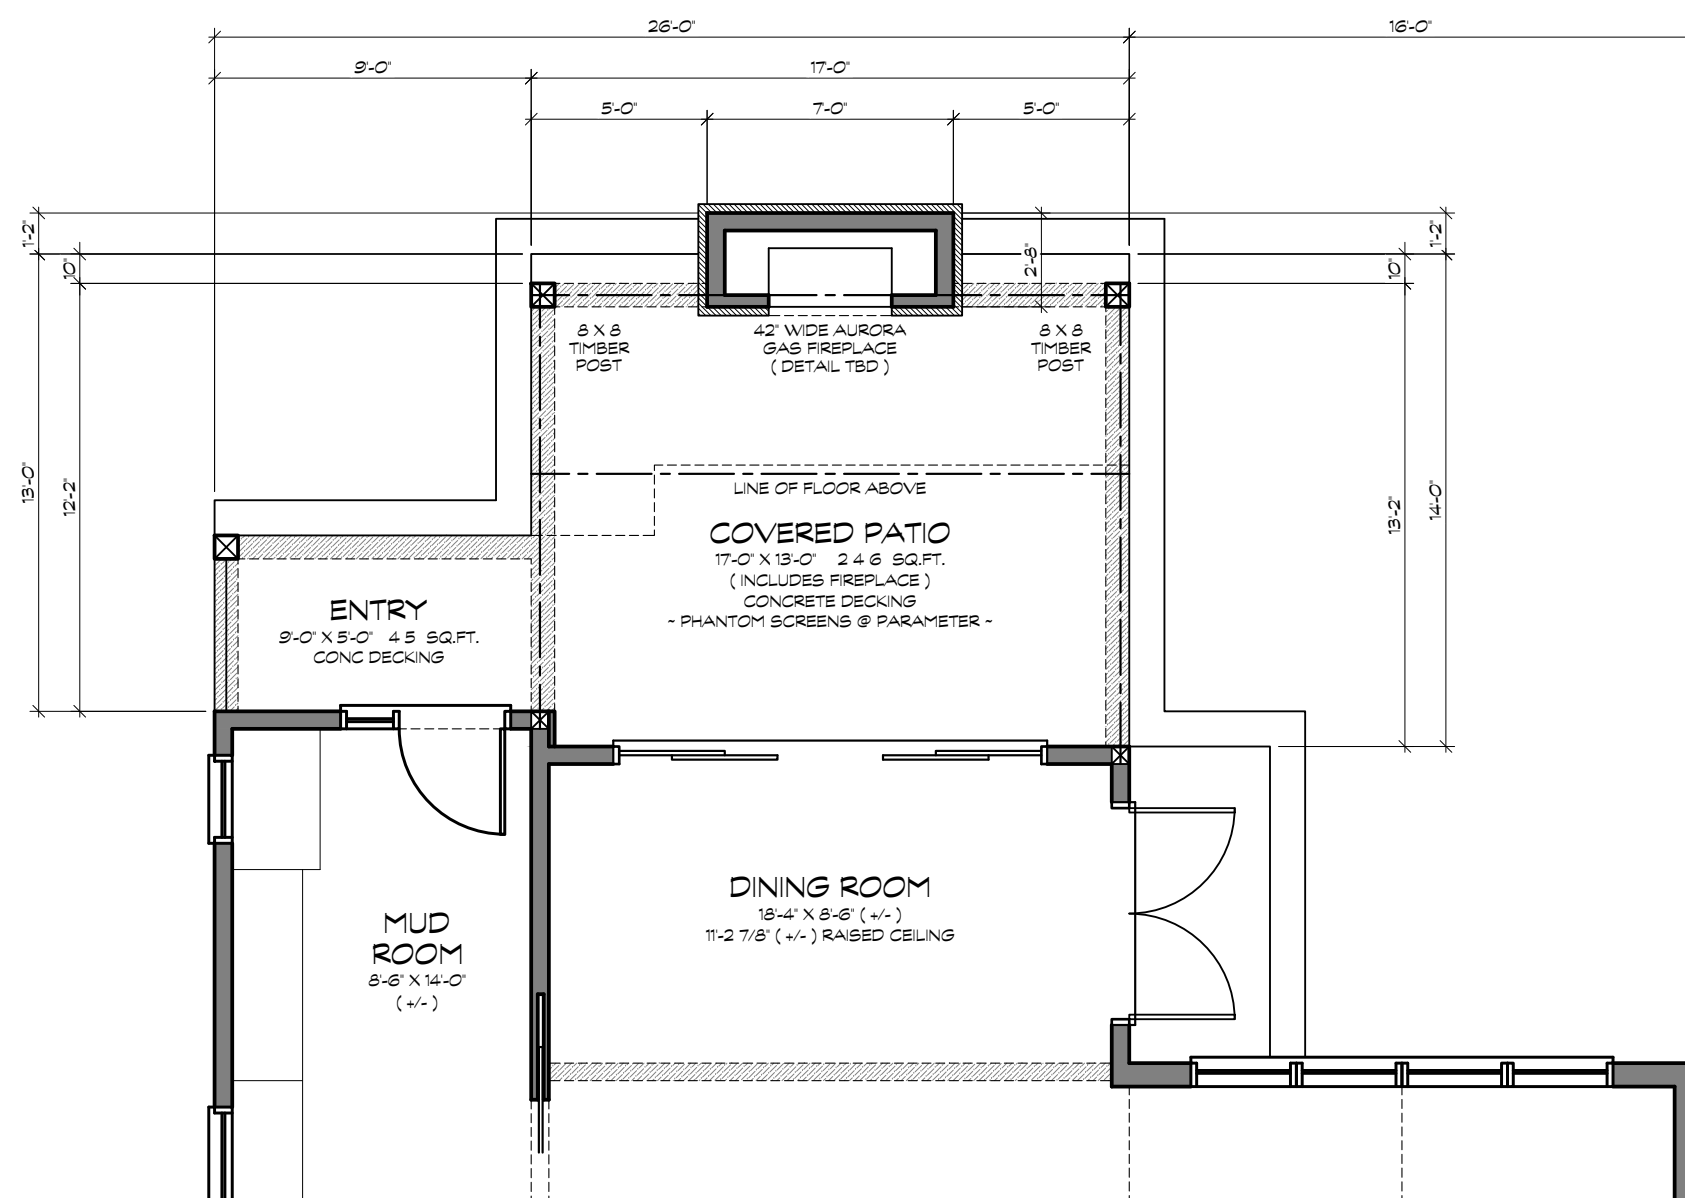 26'-0"
16'-0"
9'-0"
17'-0"
5'-0"
7'-0"
5'-0"
1'-2"
10"
2'-8"
10"
1'-2"
8 X 8
TIMBER
POST
42" WIDE AURORA
GAS FIREPLACE
( DETAIL TBD )
8 X 8
TIMBER
POST
13'-0"
12'-2"
13'-2"
14'-0"
LINE OF FLOOR ABOVE
COVERED PATIO
17'-0" X 13'-0" 2 4 6 SQ.FT.
( INCLUDES FIREPLACE )
CONCRETE DECKING
~ PHANTOM SCREENS @ PARAMETER ~
ENTRY
9'-0" X 5'-0" 4 5 SQ.FT.
CONC DECKING
DINING ROOM
18'-4" X 8'-6" ( +/- )
11'-2 7/8" ( +/- ) RAISED CEILING
MUD
ROOM
8'-6" X 14'-0"
( +/- )